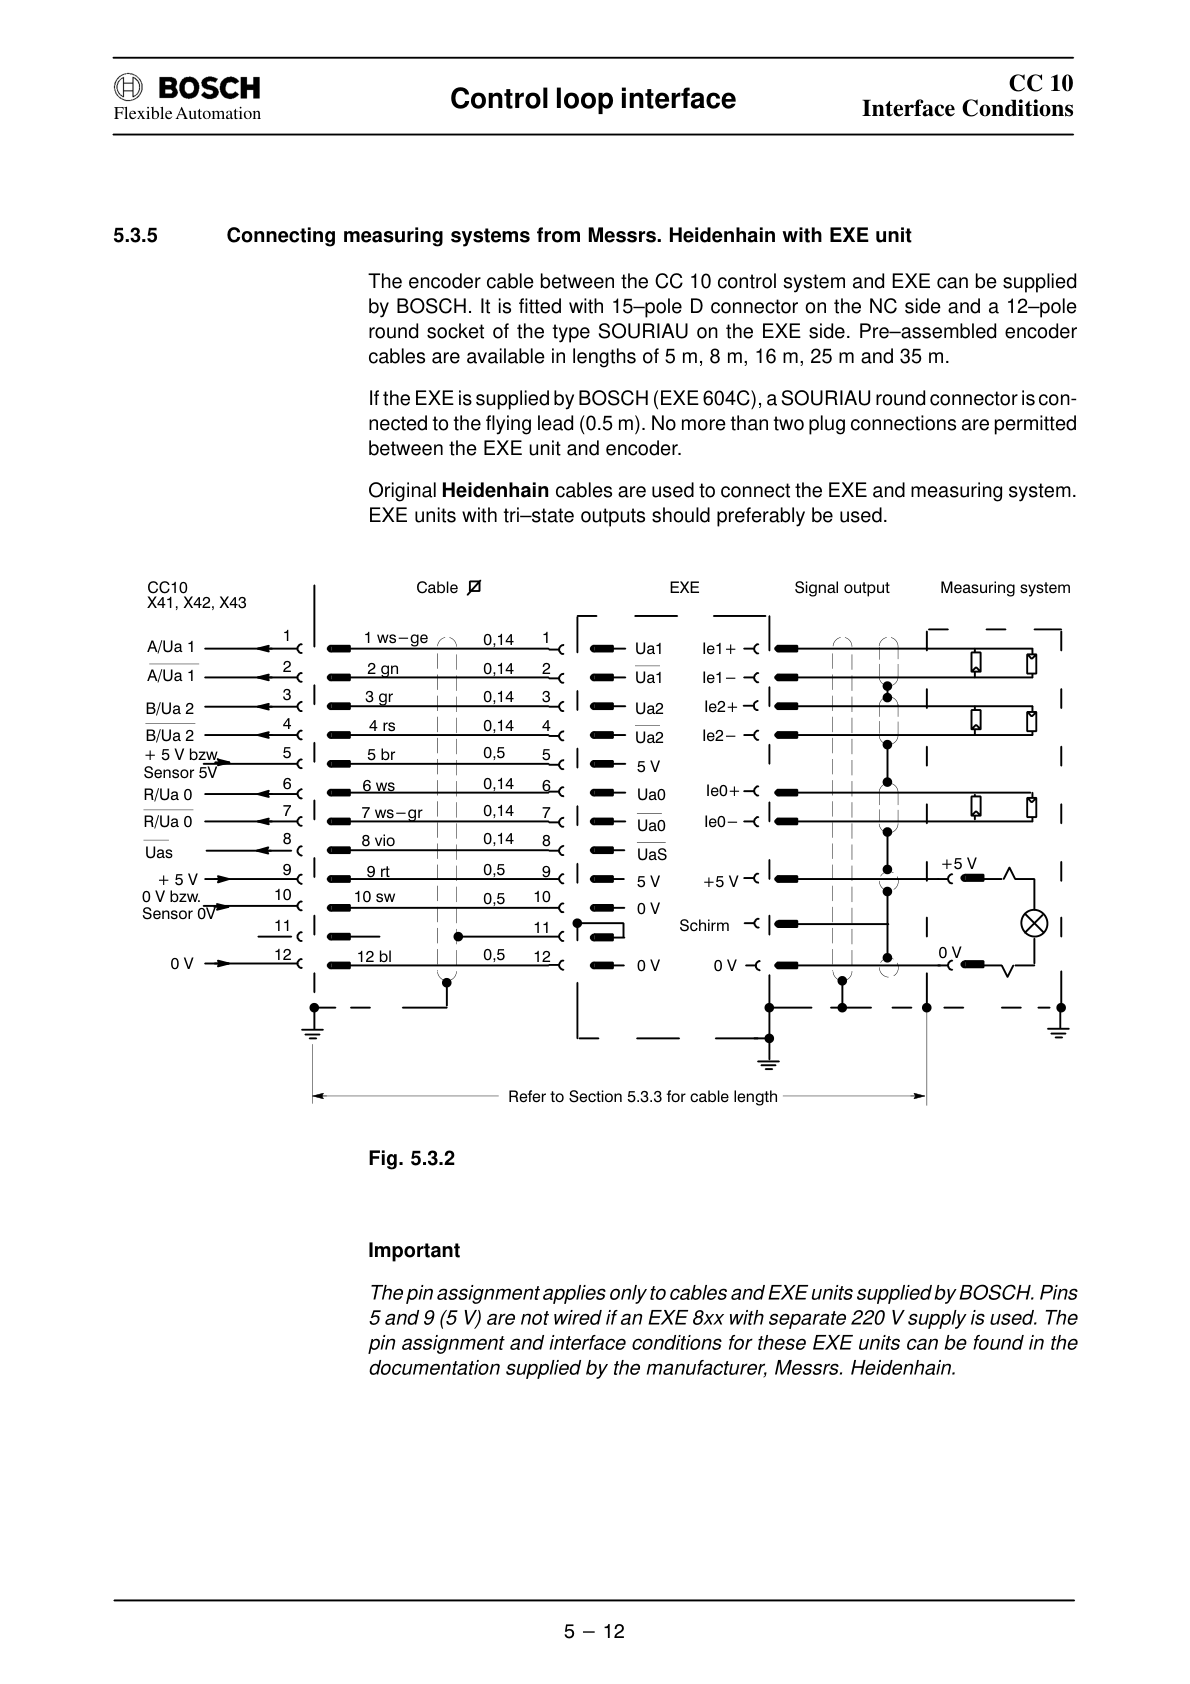 BOSCH
Flexible Automation
Control loop interface
CC 10
Interface Conditions
5.3.5 Connecting measuring systems from Messrs. Heidenhain with EXE unit
The encoder cable between the CC 10 control system and EXE can be supplied
by BOSCH. It is fitted with 15–pole D connector on the NC side and a 12–pole
round socket of the type SOURIAU on the EXE side. Pre–assembled encoder
cables are available in lengths of 5 m, 8 m, 16 m, 25 m and 35 m.
If the EXE is supplied by BOSCH (EXE 604C), a SOURIAU round connector is con-
nected to the flying lead (0.5 m). No more than two plug connections are permitted
between the EXE unit and encoder.
Original Heidenhain cables are used to connect the EXE and measuring system.
EXE units with tri–state outputs should preferably be used.
CC10 Cable EXE Signal output Measuring system
X41, X42, X43
A/Ua 1 1 1 ws–ge 0,14 1 Ua1 Ie1+
A/Ua 1 2 2 gn 0,14 2 Ua1 Ie1–
B/Ua 2 3 3 gr 0,14 3 Ua2 Ie2+
B/Ua 2 4 4 rs 0,14 4 Ua2 Ie2–
+ 5 V bzw. 5 5 br 0,5 5 5 V
Sensor 5V
R/Ua 0 6 6 ws 0,14 6 Ua0 Ie0+
R/Ua 0 7 7 ws–gr 0,14 7 Ua0 Ie0–
Uas 8 8 vio 0,14 8 UaS
+ 5 V 9 9 rt 0,5 9 5 V +5 V +5 V
0 V bzw. 10 10 sw 0,5 10 0 V
Sensor 0V
11 11 Schirm
0 V 12 12 bl 0,5 12 0 V 0 V 0 V
Refer to Section 5.3.3 for cable length
Fig. 5.3.2
Important
The pin assignment applies only to cables and EXE units supplied by BOSCH. Pins
5 and 9 (5 V) are not wired if an EXE 8xx with separate 220 V supply is used. The
pin assignment and interface conditions for these EXE units can be found in the
documentation supplied by the manufacturer, Messrs. Heidenhain.
5 – 12